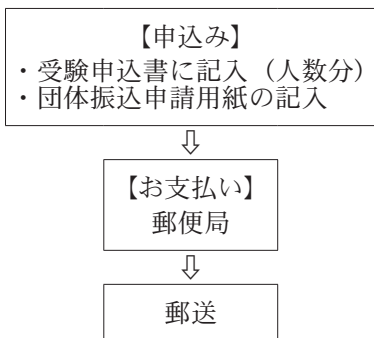 【申込み】
・受験申込書に記入（人数分）
・団体振込申請用紙の記入
⇩
【お支払い】
郵便局
⇩
郵送